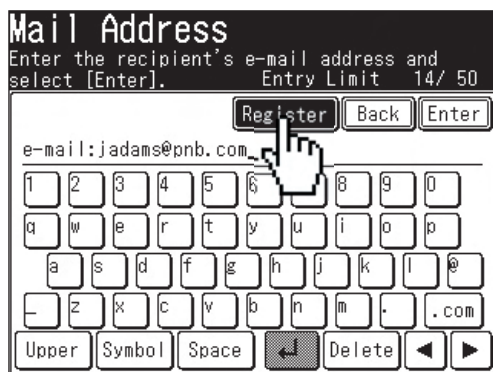 Mail Address
Enter the recipient's e-mail address and
select [Enter]. Entry Limit 14/ 50
Register Back Enter
e-mail:jadams@pnb.com_
1 2 3 4 5 6 8 9 0
q w e r t y u i o p
a s d f g h j k l @
_ z x c v b n m . .com
Upper Symbol Space ↵ Delete ◀ ▶